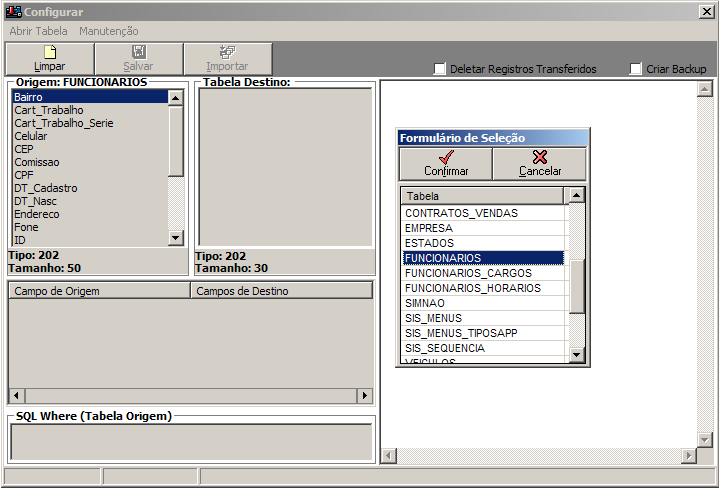 Configurar
Abrir Tabela Manutenção
Limpar Salvar Importar
Deletar Registros Transferidos Criar Backup
Origem: FUNCIONARIOS
Bairro
Cart_Trabalho
Cart_Trabalho_Serie
Celular
CEP
Comissao
CPF
DT_Cadastro
DT_Nasc
Endereco
Fone
ID
Tipo: 202
Tamanho: 50
Tabela Destino:
Tipo: 202
Tamanho: 30
Campo de Origem Campos de Destino
SQL Where (Tabela Origem)
Formulário de Seleção
Confirmar Cancelar
Tabela
CONTRATOS_VENDAS
EMPRESA
ESTADOS
FUNCIONARIOS
FUNCIONARIOS_CARGOS
FUNCIONARIOS_HORARIOS
SIMNAO
SIS_MENUS
SIS_MENUS_TIPOSAPP
SIS_SEQUENCIA
VEICULOS